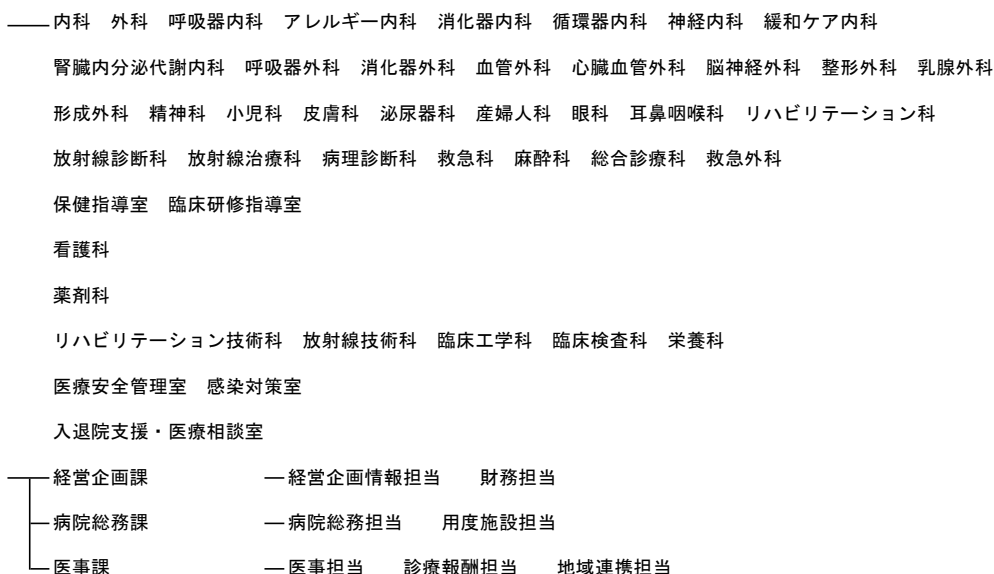 内科　外科　呼吸器内科　アレルギー内科　消化器内科　循環器内科　神経内科　緩和ケア内科
腎臓内分泌代謝内科　呼吸器外科　消化器外科　血管外科　心臓血管外科　脳神経外科　整形外科　乳腺外科
形成外科　精神科　小児科　皮膚科　泌尿器科　産婦人科　眼科　耳鼻咽喉科　リハビリテーション科
放射線診断科　放射線治療科　病理診断科　救急科　麻酔科　総合診療科　救急外科
保健指導室　臨床研修指導室
看護科
薬剤科
リハビリテーション技術科　放射線技術科　臨床工学科　臨床検査科　栄養科
医療安全管理室　感染対策室
入退院支援・医療相談室
経営企画課　経営企画情報担当　財務担当
病院総務課　病院総務担当　用度施設担当
医事課　医事担当　診療報酬担当　地域連携担当